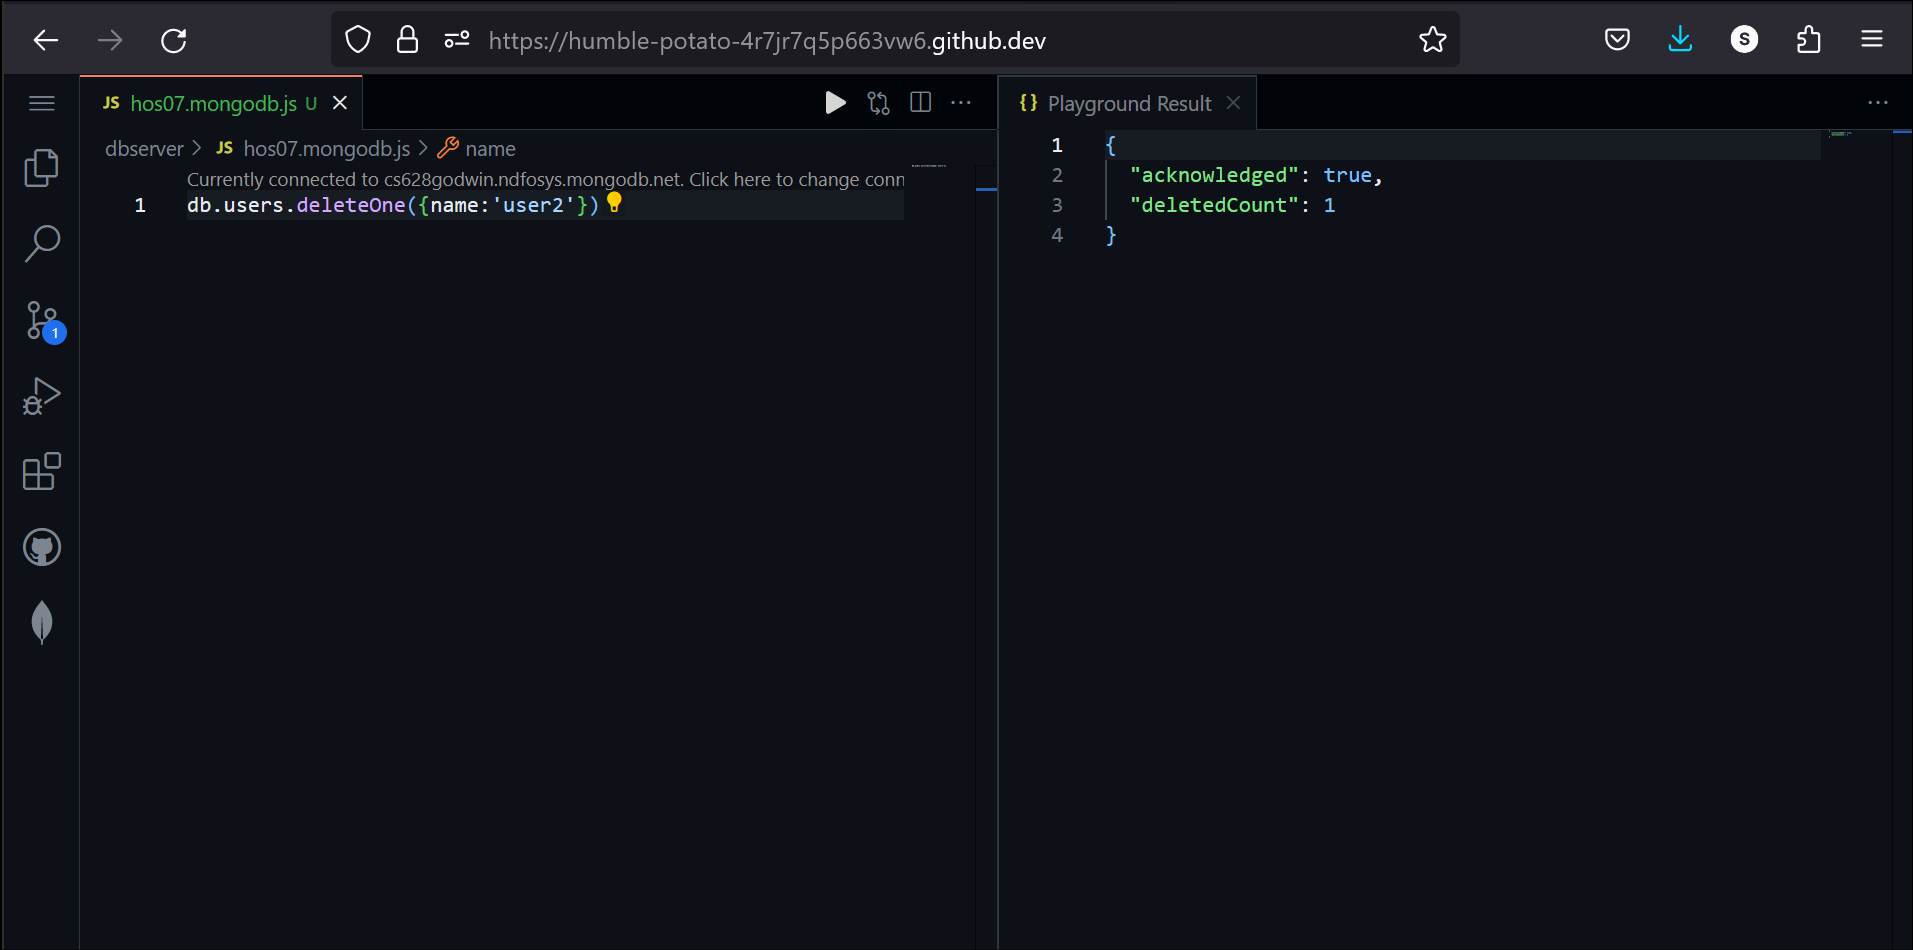 https://humble-potato-4r7jr7q5p663vw6.github.dev
S
JS hos07.mongodb.js U
dbserver > JS hos07.mongodb.js > name
Currently connected to cs628godwin.ndfosys.mongodb.net. Click here to change conn
1 db.users.deleteOne({name:'user2'})
1
{} Playground Result
1 {
2 "acknowledged": true,
3 "deletedCount": 1
4 }